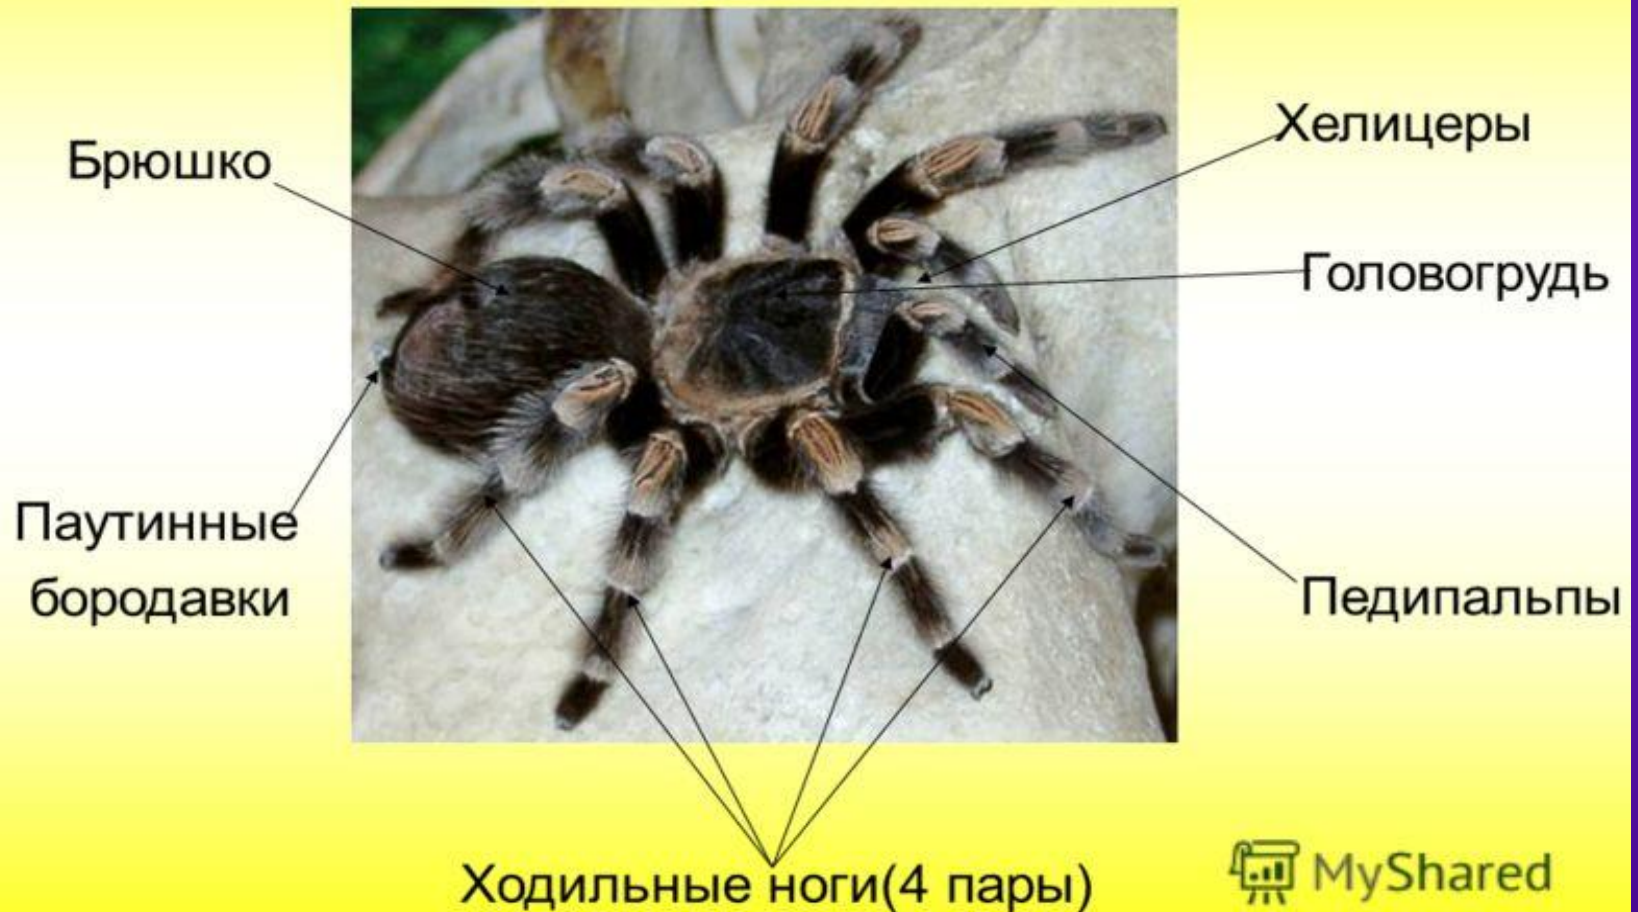 Брюшко
Хелицеры
Головогрудь
Паутинные
бородавки
Педипальпы
Ходильные ноги(4 пары)
MyShared